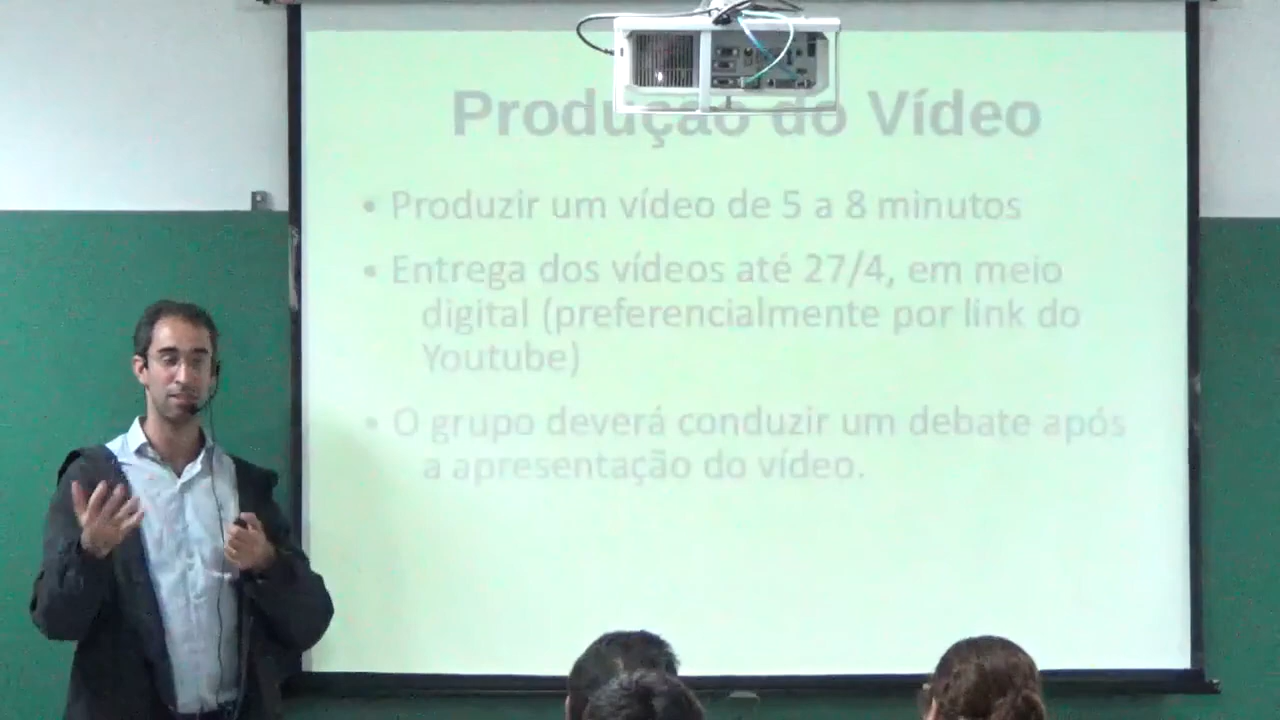 Produção do Vídeo
• Produzir um vídeo de 5 a 8 minutos
• Entrega dos vídeos até 27/4, em meio
digital (preferencialmente por link do
Youtube)
• O grupo deverá conduzir um debate após
a apresentação do vídeo.